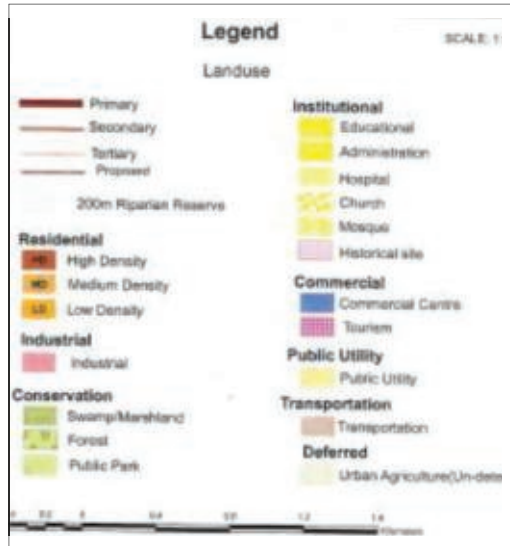 Legend
SCALE: 1
Landuse
Primary
Secondary
Tertiary
Proposed
200m Riparian Reserve
Residential
HD High Density
MD Medium Density
LD Low Density
Industrial
Industrial
Conservation
Swamp/Marshland
Forest
Public Park
Institutional
Educational
Administration
Hospital
Church
Mosque
Historical site
Commercial
Commercial Centre
Tourism
Public Utility
Public Utility
Transportation
Transportation
Deferred
Urban Agriculture(Un-dete
Kilometers